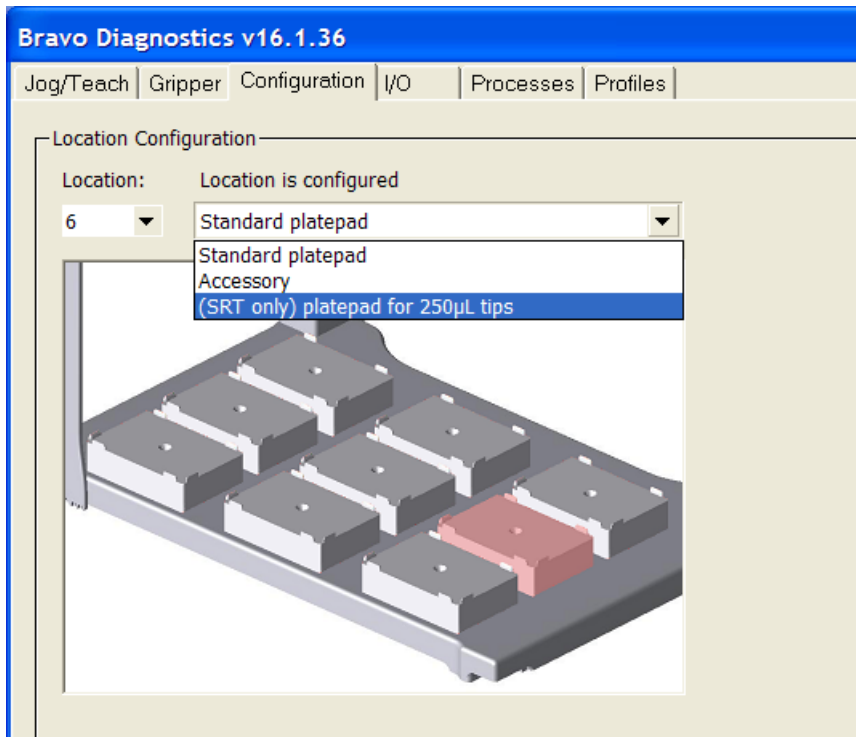 Bravo Diagnostics v16.1.36
Jog/Teach Gripper Configuration I/O Processes Profiles
Location Configuration
Location: Location is configured
6 Standard platepad
Standard platepad
Accessory
(SRT only) platepad for 250µL tips